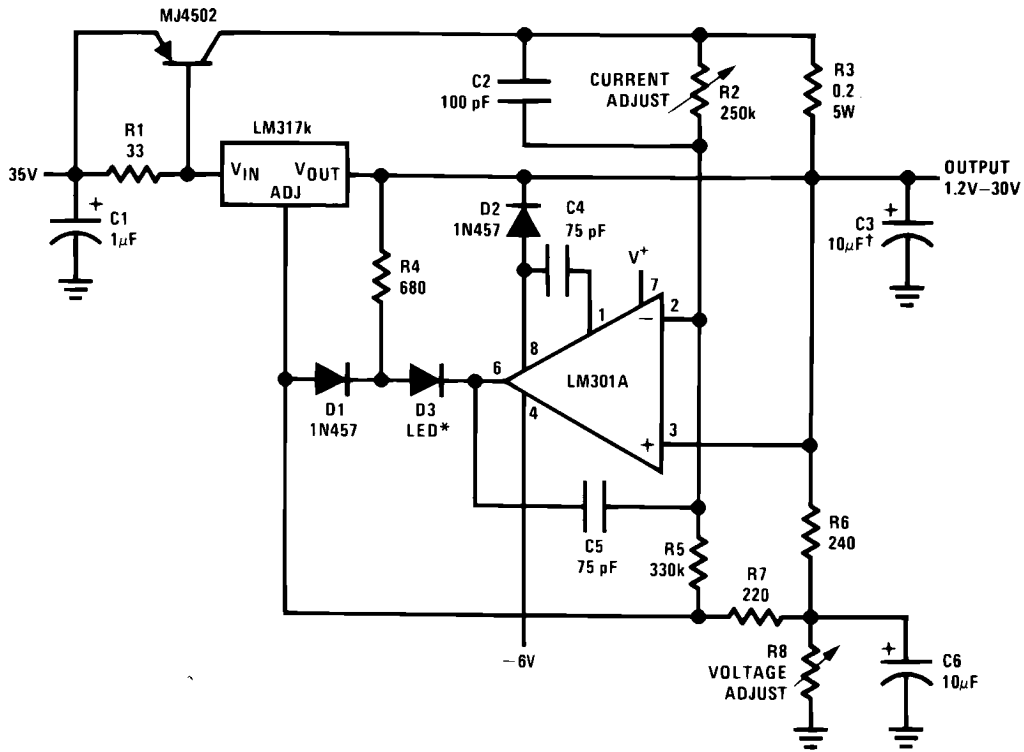 MJ4502
C2
100 pF
CURRENT
ADJUST
R2
250k
R3
0.2
5W
R1
33
LM317k
35V
VIN
VOUT
ADJ
OUTPUT
1.2V–30V
C1
1μF
+
D2
1N457
C4
75 pF
V+
C3
10μF†
+
R4
680
7
1
2
−
8
6
LM301A
4
3
+
D1
1N457
D3
LED*
C5
75 pF
R5
330k
R6
240
R7
220
−6V
R8
VOLTAGE
ADJUST
+
C6
10μF